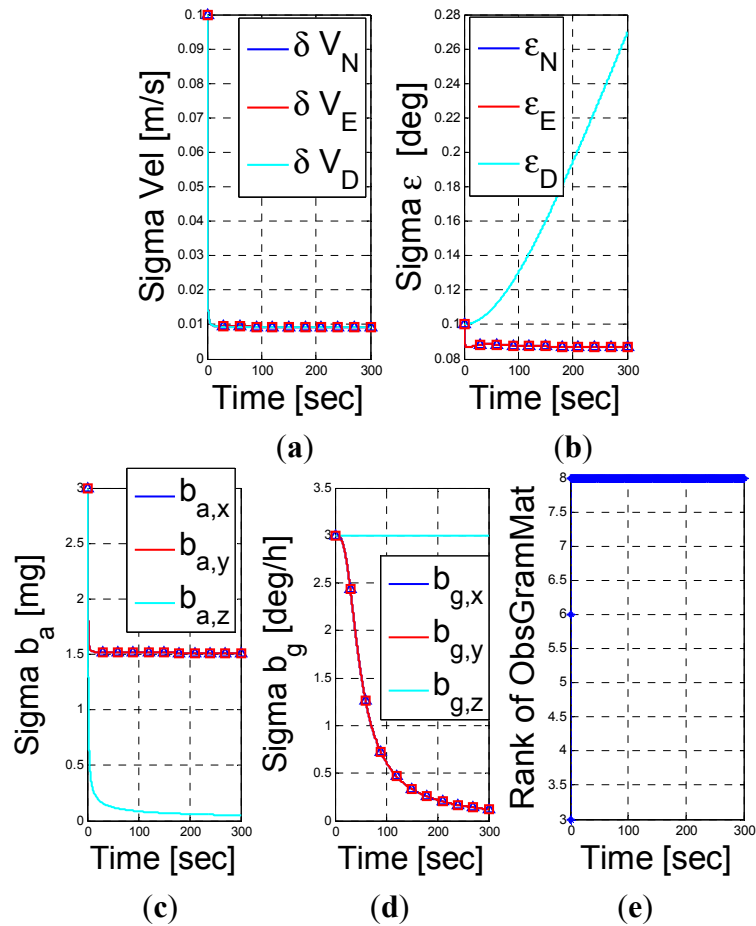 0.1
0.09
0.08
0.07
0.06
0.05
0.04
0.03
0.02
0.01
0
0 100 200 300
Sigma Vel [m/s]
Time [sec]
δ V_N
δ V_E
δ V_D
(a)
0.28
0.26
0.24
0.22
0.2
0.18
0.16
0.14
0.12
0.1
0.08
0 100 200 300
Sigma ε [deg]
Time [sec]
ε_N
ε_E
ε_D
(b)
3
2.5
2
1.5
1
0.5
0
0 100 200 300
Sigma b_a [mg]
Time [sec]
b_a,x
b_a,y
b_a,z
(c)
3.5
3
2.5
2
1.5
1
0.5
0
0 100 200 300
Sigma b_g [deg/h]
Time [sec]
b_g,x
b_g,y
b_g,z
(d)
8
7.5
7
6.5
6
5.5
5
4.5
4
3.5
3
0 100 200 300
Rank of ObsGramMat
Time [sec]
(e)